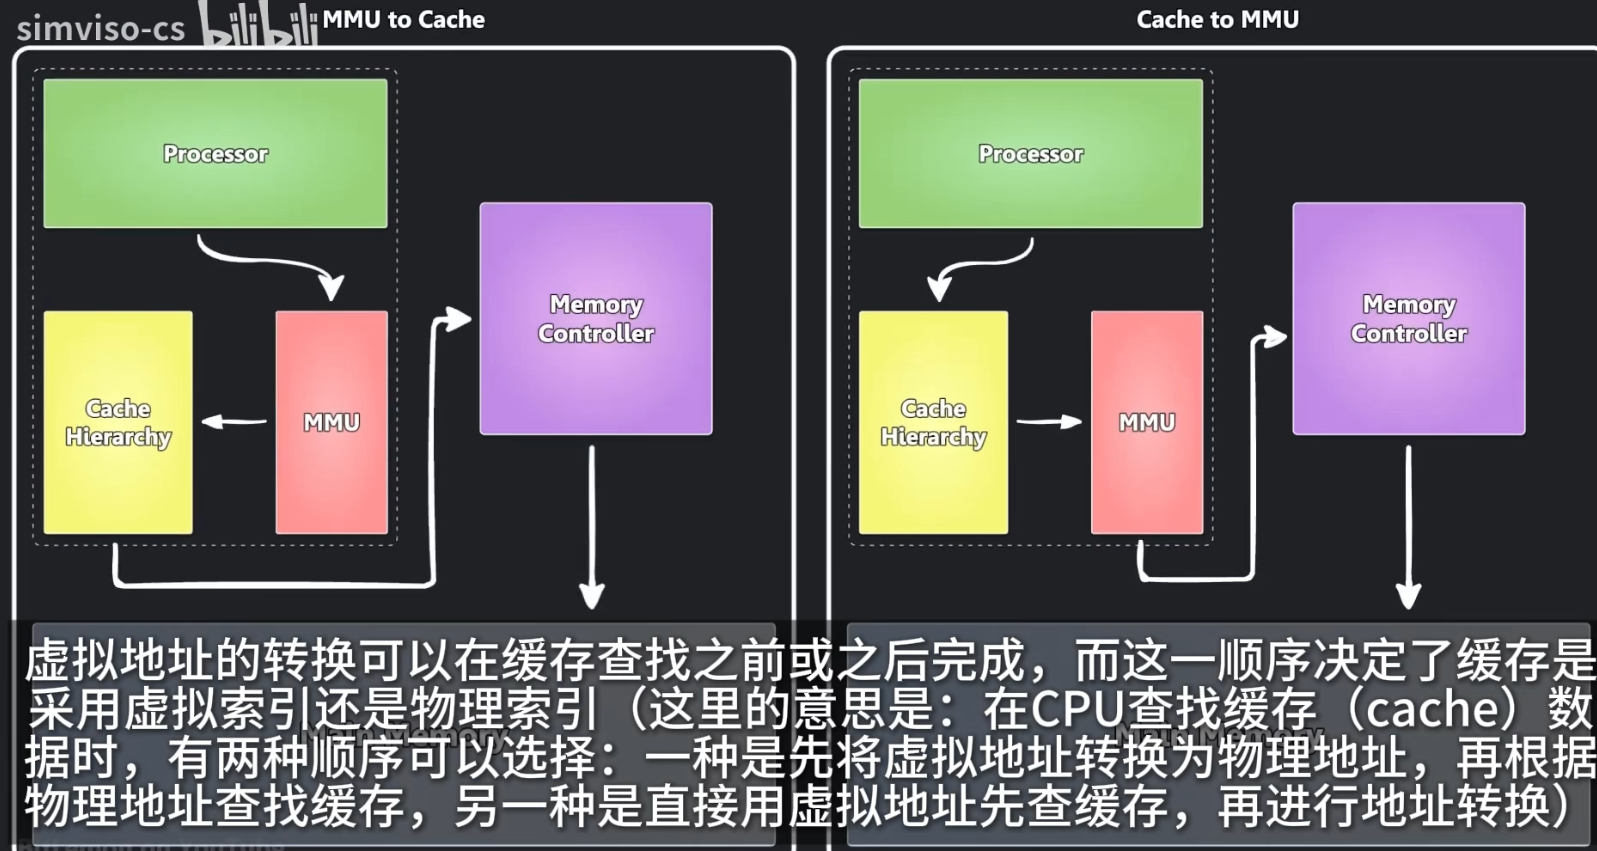 simviso-cs bilibili
MMU to Cache
Cache to MMU
Processor
Processor
Memory
Controller
Memory
Controller
Cache
Hierarchy
MMU
Cache
Hierarchy
MMU
Main Memory
Main Memory
虚拟地址的转换可以在缓存查找之前或之后完成，而这一顺序决定了缓存是
采用虚拟索引还是物理索引（这里的意思是：在CPU查找缓存（cache）数
据时，有两种顺序可以选择：一种是先将虚拟地址转换为物理地址，再根据
物理地址查找缓存，另一种是直接用虚拟地址先查缓存，再进行地址转换）